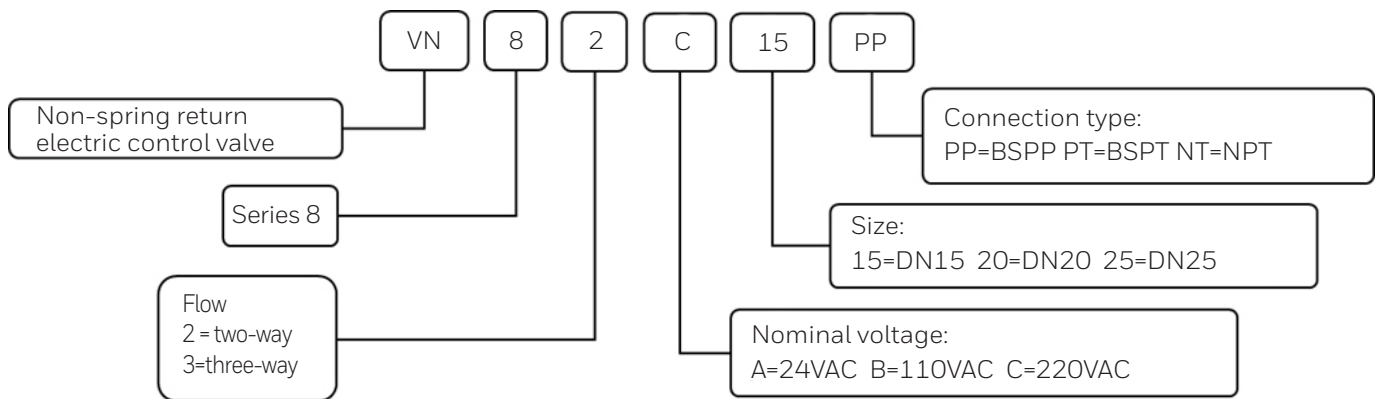 VN 8 2 C 15 PP
Non-spring return
electric control valve
Connection type:
PP=BSPP PT=BSPT NT=NPT
Series 8
Size:
15=DN15 20=DN20 25=DN25
Flow
2 = two-way
3=three-way
Nominal voltage:
A=24VAC B=110VAC C=220VAC